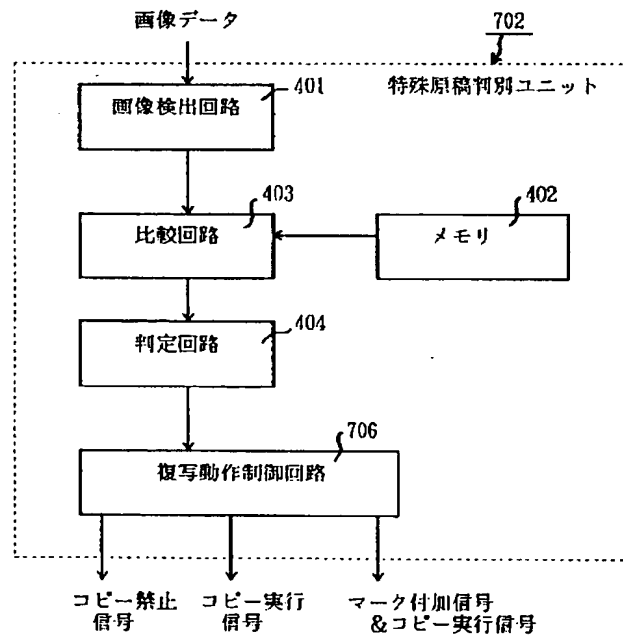 画像データ
702
特殊原稿判別ユニット
401
画像検出回路
403
比較回路
402
メモリ
404
判定回路
706
複写動作制御回路
コピー禁止
信号
コピー実行
信号
マーク付加信号
&コピー実行信号